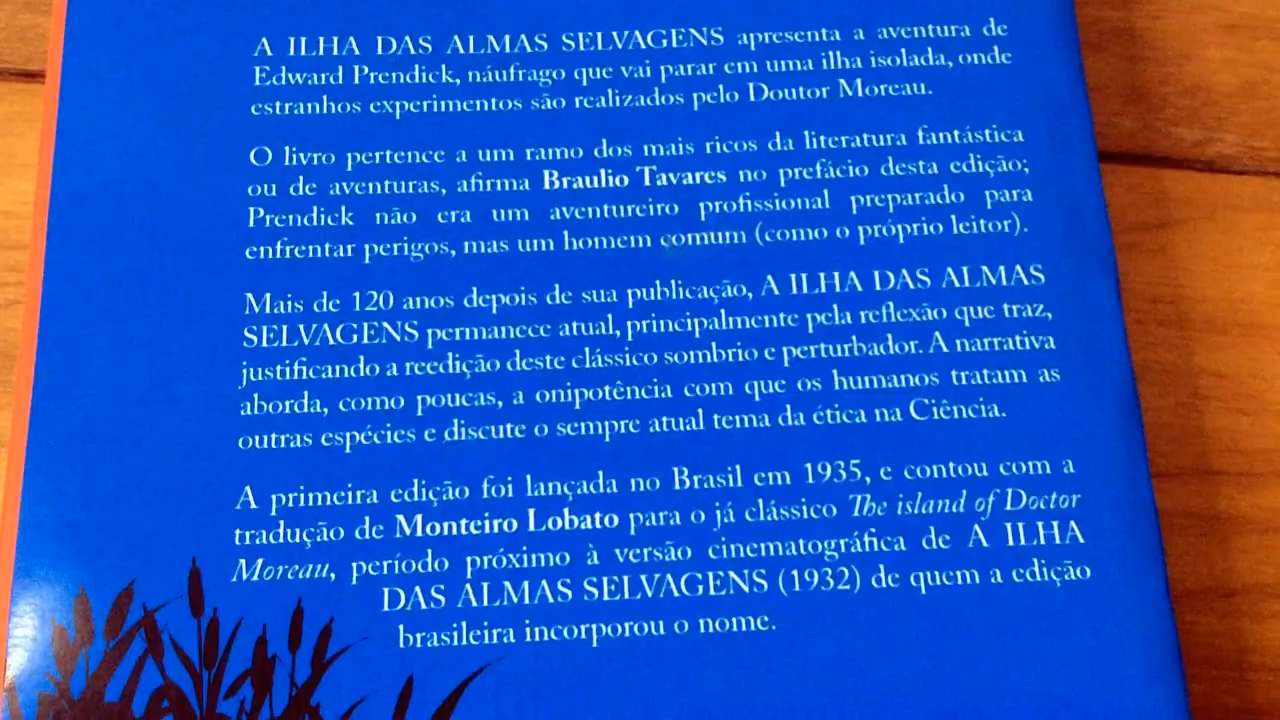 A ILHA DAS ALMAS SELVAGENS apresenta a aventura de
Edward Prendick, náufrago que vai parar em uma ilha isolada, onde
estranhos experimentos são realizados pelo Doutor Moreau.
O livro pertence a um ramo dos mais ricos da literatura fantástica
ou de aventuras, afirma Braulio Tavares no prefácio desta edição;
Prendick não era um aventureiro profissional preparado para
enfrentar perigos, mas um homem comum (como o próprio leitor).
Mais de 120 anos depois de sua publicação, A ILHA DAS ALMAS
SELVAGENS permanece atual, principalmente pela reflexão que traz,
justificando a reedição deste clássico sombrio e perturbador. A narrativa
aborda, como poucas, a onipotência com que os humanos tratam as
outras espécies e discute o sempre atual tema da ética na Ciência.
A primeira edição foi lançada no Brasil em 1935, e contou com a
tradução de Monteiro Lobato para o já clássico The island of Doctor
Moreau, período próximo à versão cinematográfica de A ILHA
DAS ALMAS SELVAGENS (1932) de quem a edição
brasileira incorporou o nome.